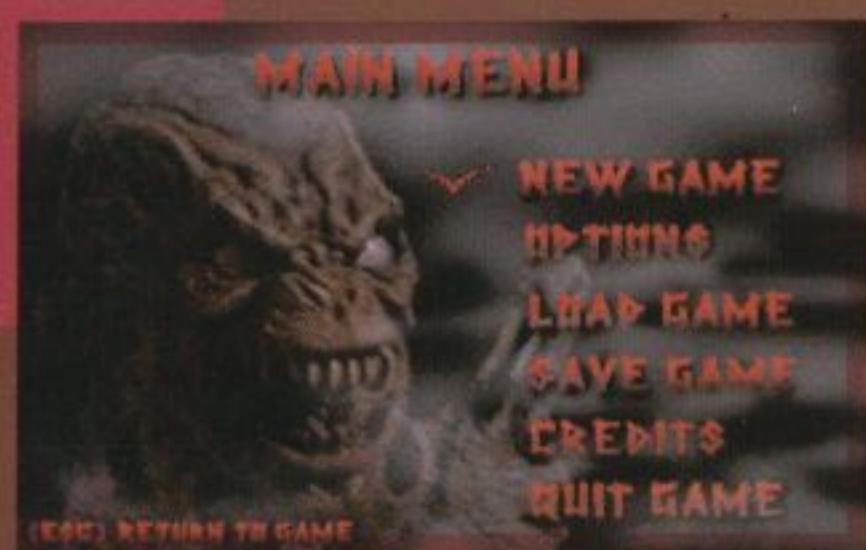 MAIN MENU
NEW GAME
OPTIONS
LOAD GAME
SAVE GAME
CREDITS
QUIT GAME
(ESC) RETURN TO GAME